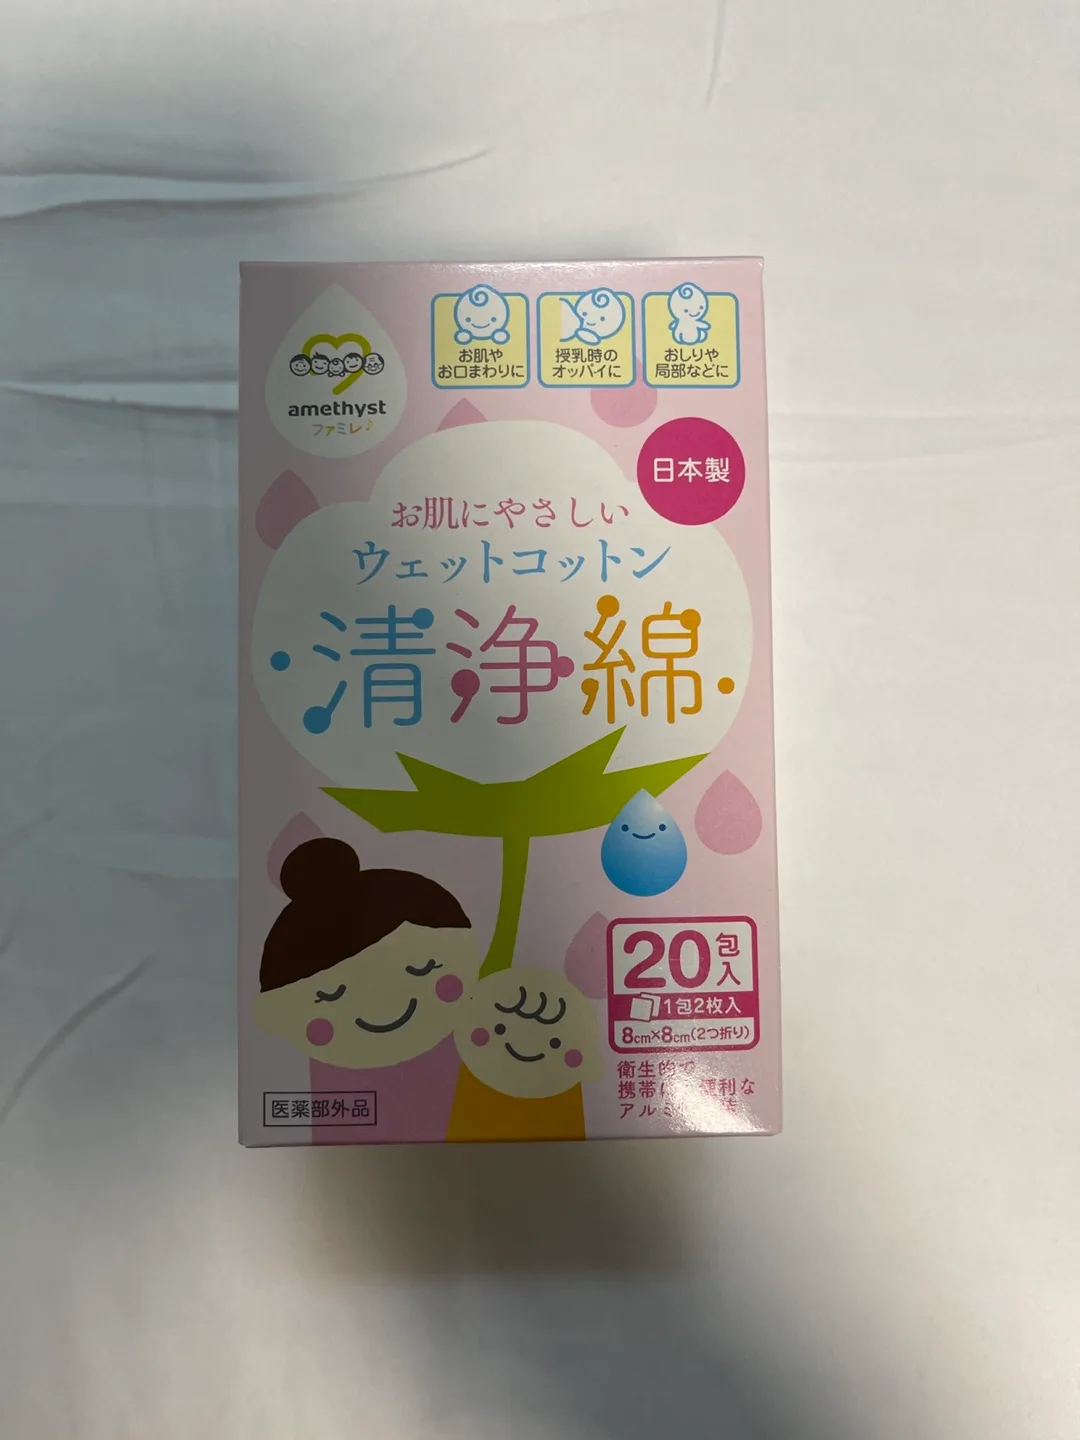 amethyst
ファミレ♪
お肌や
お口まわりに
授乳時の
オッパイに
おしりや
局部などに
日本製
お肌にやさしい
ウェットコットン
清浄綿
20包入
1包2枚入
8cm×8cm(2つ折り)
衛生的で
携帯に便利な
アルミ
医薬部外品